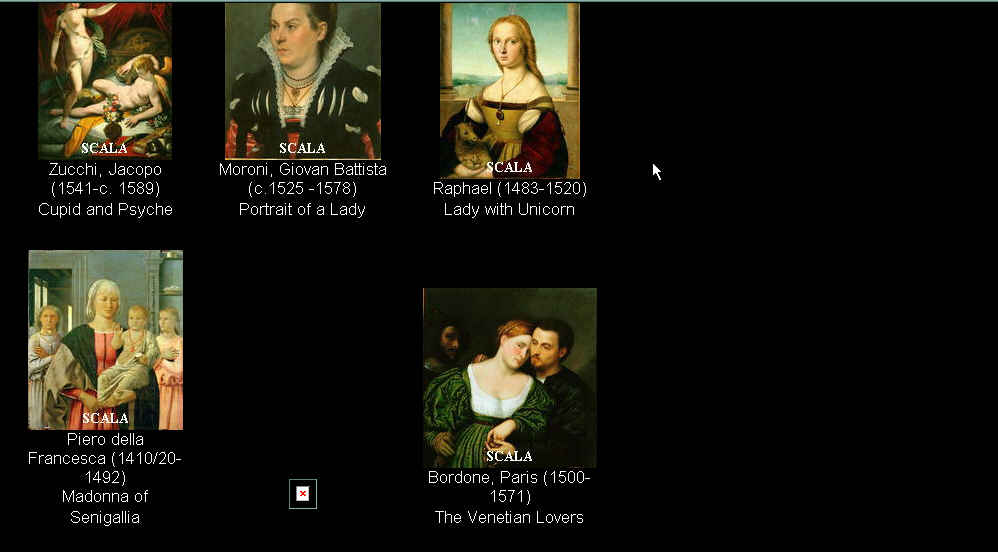 SCALA
Zucchi, Jacopo
(1541-c. 1589)
Cupid and Psyche
SCALA
Moroni, Giovan Battista
(c.1525 -1578)
Portrait of a Lady
SCALA
Raphael (1483-1520)
Lady with Unicorn
SCALA
Piero della
Francesca (1410/20-
1492)
Madonna of
Senigallia
SCALA
Bordone, Paris (1500-
1571)
The Venetian Lovers